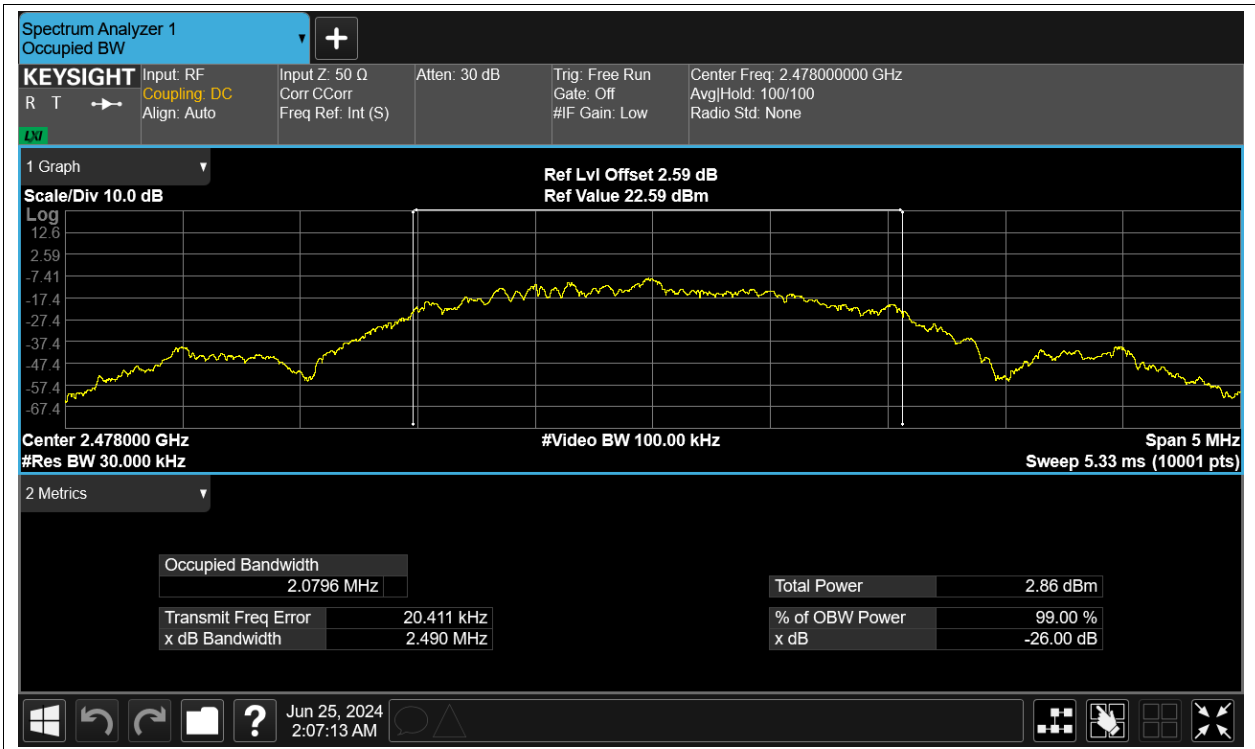 Spectrum Analyzer 1
Occupied BW
KEYSIGHT
R T
LXI
Input: RF
Coupling: DC
Align: Auto
Input Z: 50 Ω
Corr CCorr
Freq Ref: Int (S)
Atten: 30 dB
Trig: Free Run
Gate: Off
#IF Gain: Low
Center Freq: 2.478000000 GHz
Avg|Hold: 100/100
Radio Std: None
1 Graph
Ref Lvl Offset 2.59 dB
Scale/Div 10.0 dB
Ref Value 22.59 dBm
Log
12.6
2.59
-7.41
-17.4
-27.4
-37.4
-47.4
-57.4
-67.4
Center 2.478000 GHz
#Video BW 100.00 kHz
Span 5 MHz
#Res BW 30.000 kHz
Sweep 5.33 ms (10001 pts)
2 Metrics
Occupied Bandwidth
2.0796 MHz
Total Power 2.86 dBm
Transmit Freq Error 20.411 kHz
% of OBW Power 99.00 %
x dB Bandwidth 2.490 MHz
x dB -26.00 dB
?
Jun 25, 2024
2:07:13 AM